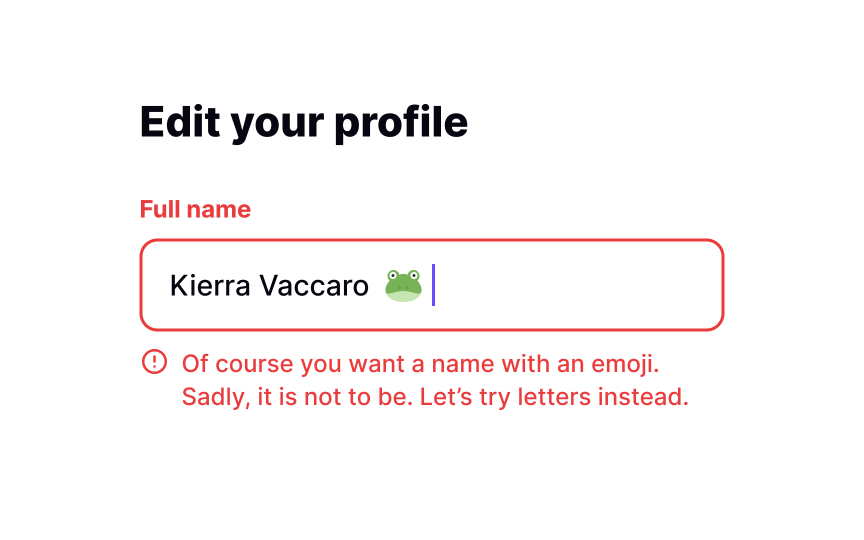 Edit your profile
Full name
Kierra Vaccaro 🐸
Of course you want a name with an emoji.
Sadly, it is not to be. Let’s try letters instead.